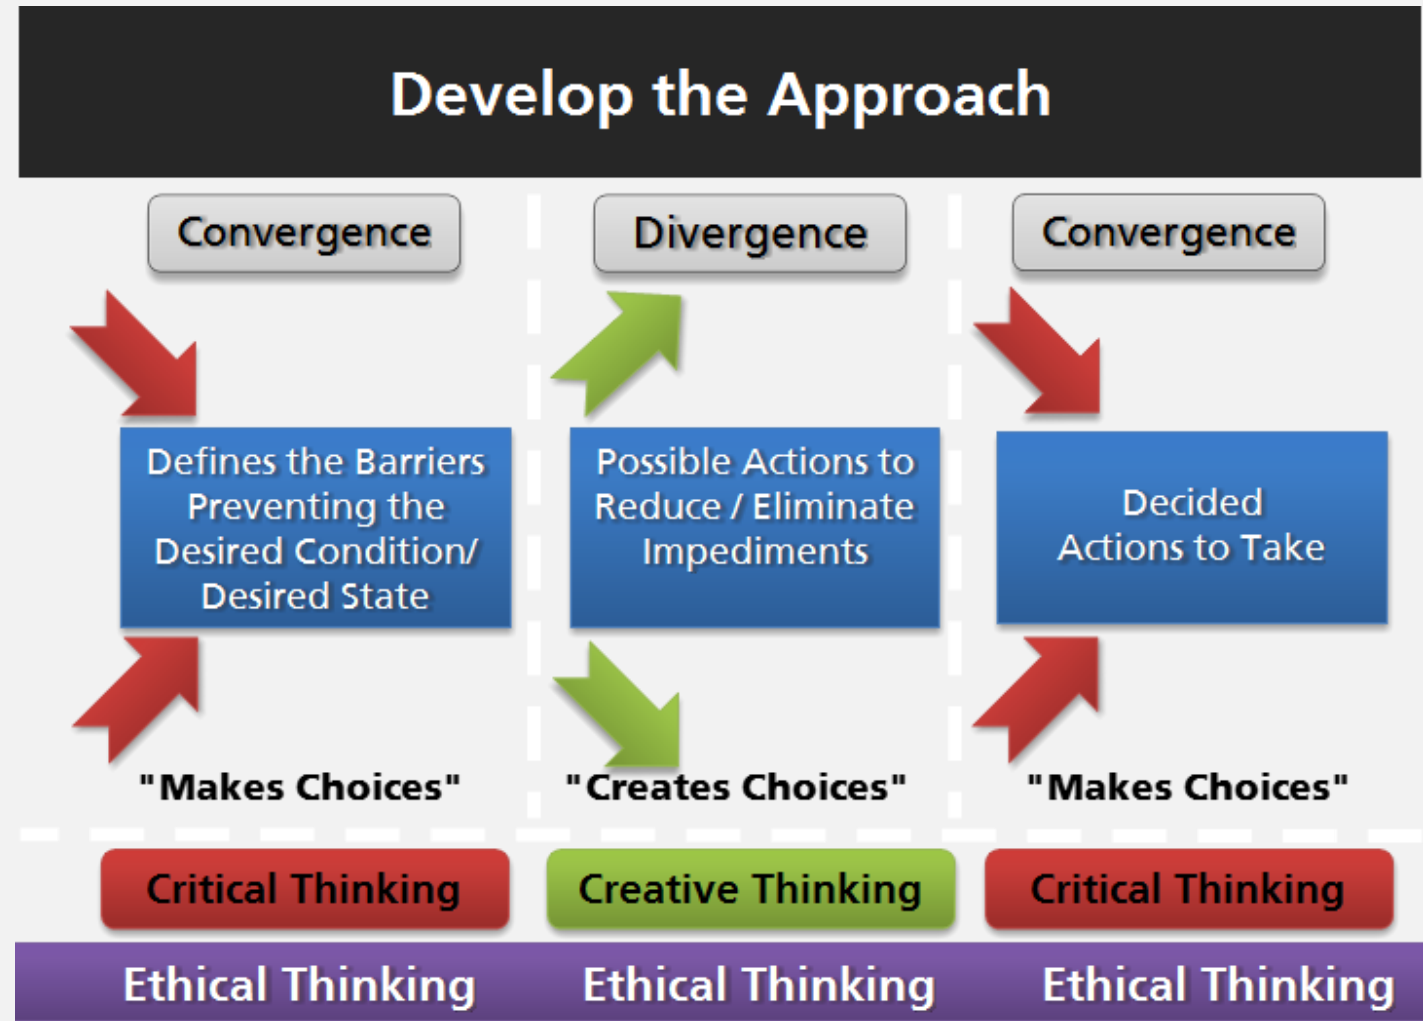 Develop the Approach
Convergence
Divergence
Convergence
Defines the Barriers
Preventing the
Desired Condition/
Desired State
Possible Actions to
Reduce / Eliminate
Impediments
Decided
Actions to Take
"Makes Choices"
"Creates Choices"
"Makes Choices"
Critical Thinking
Creative Thinking
Critical Thinking
Ethical Thinking
Ethical Thinking
Ethical Thinking